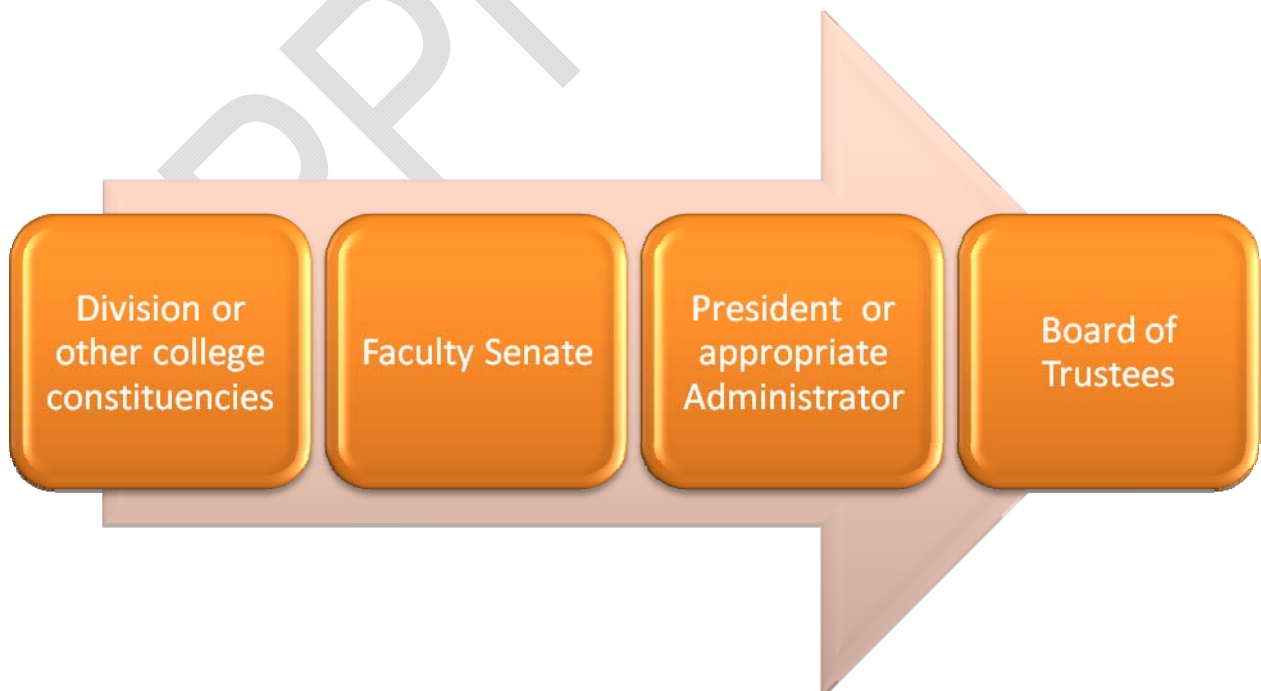 Division or
other college
constituencies
Faculty Senate
President or
appropriate
Administrator
Board of
Trustees